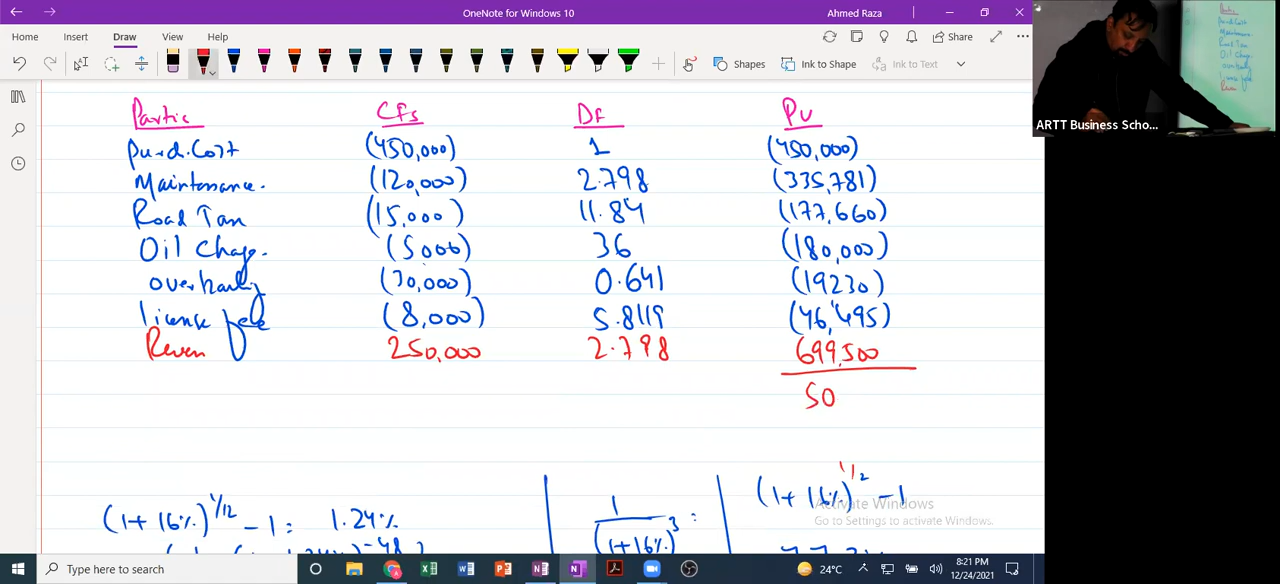 OneNote for Windows 10
Ahmed Raza
Home Insert Draw View Help
Share
Shapes Ink to Shape Ink to Text
ARTT Business Scho...
Partic CFs DF PV
Purch. Cost (450,000) 1 (450,000)
Maintenance. (120,000) 2.798 (335,781)
Road Tax (15,000) 11.84 (177,660)
Oil Chage. (5000) 36 (180,000)
overhauling (30,000) 0.641 (19230)
license fee (8,000) 5.8119 (46,495)
Reven 250,000 2.798 699,500
50
(1+16%)^1/12 - 1 = 1.24% 1/(1+16%)^3 = (1+16%)^1/2 - 1
Activate Windows
Go to Settings to activate Windows.
Type here to search
24°C
8:21 PM
12/24/2021